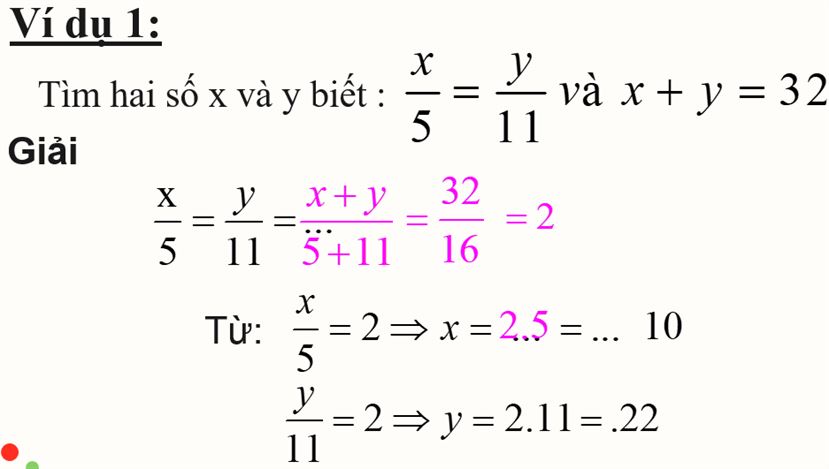 Ví dụ 1:
Tìm hai số x và y biết : x/5 = y/11 và x + y = 32
Giải
x/5 = y/11 = ... x + y/5 + 11 = 32/16 = 2
Từ: x/5 = 2 ⇒ x = 2.5 ... = ... 10
y/11 = 2 ⇒ y = 2.11 = .22